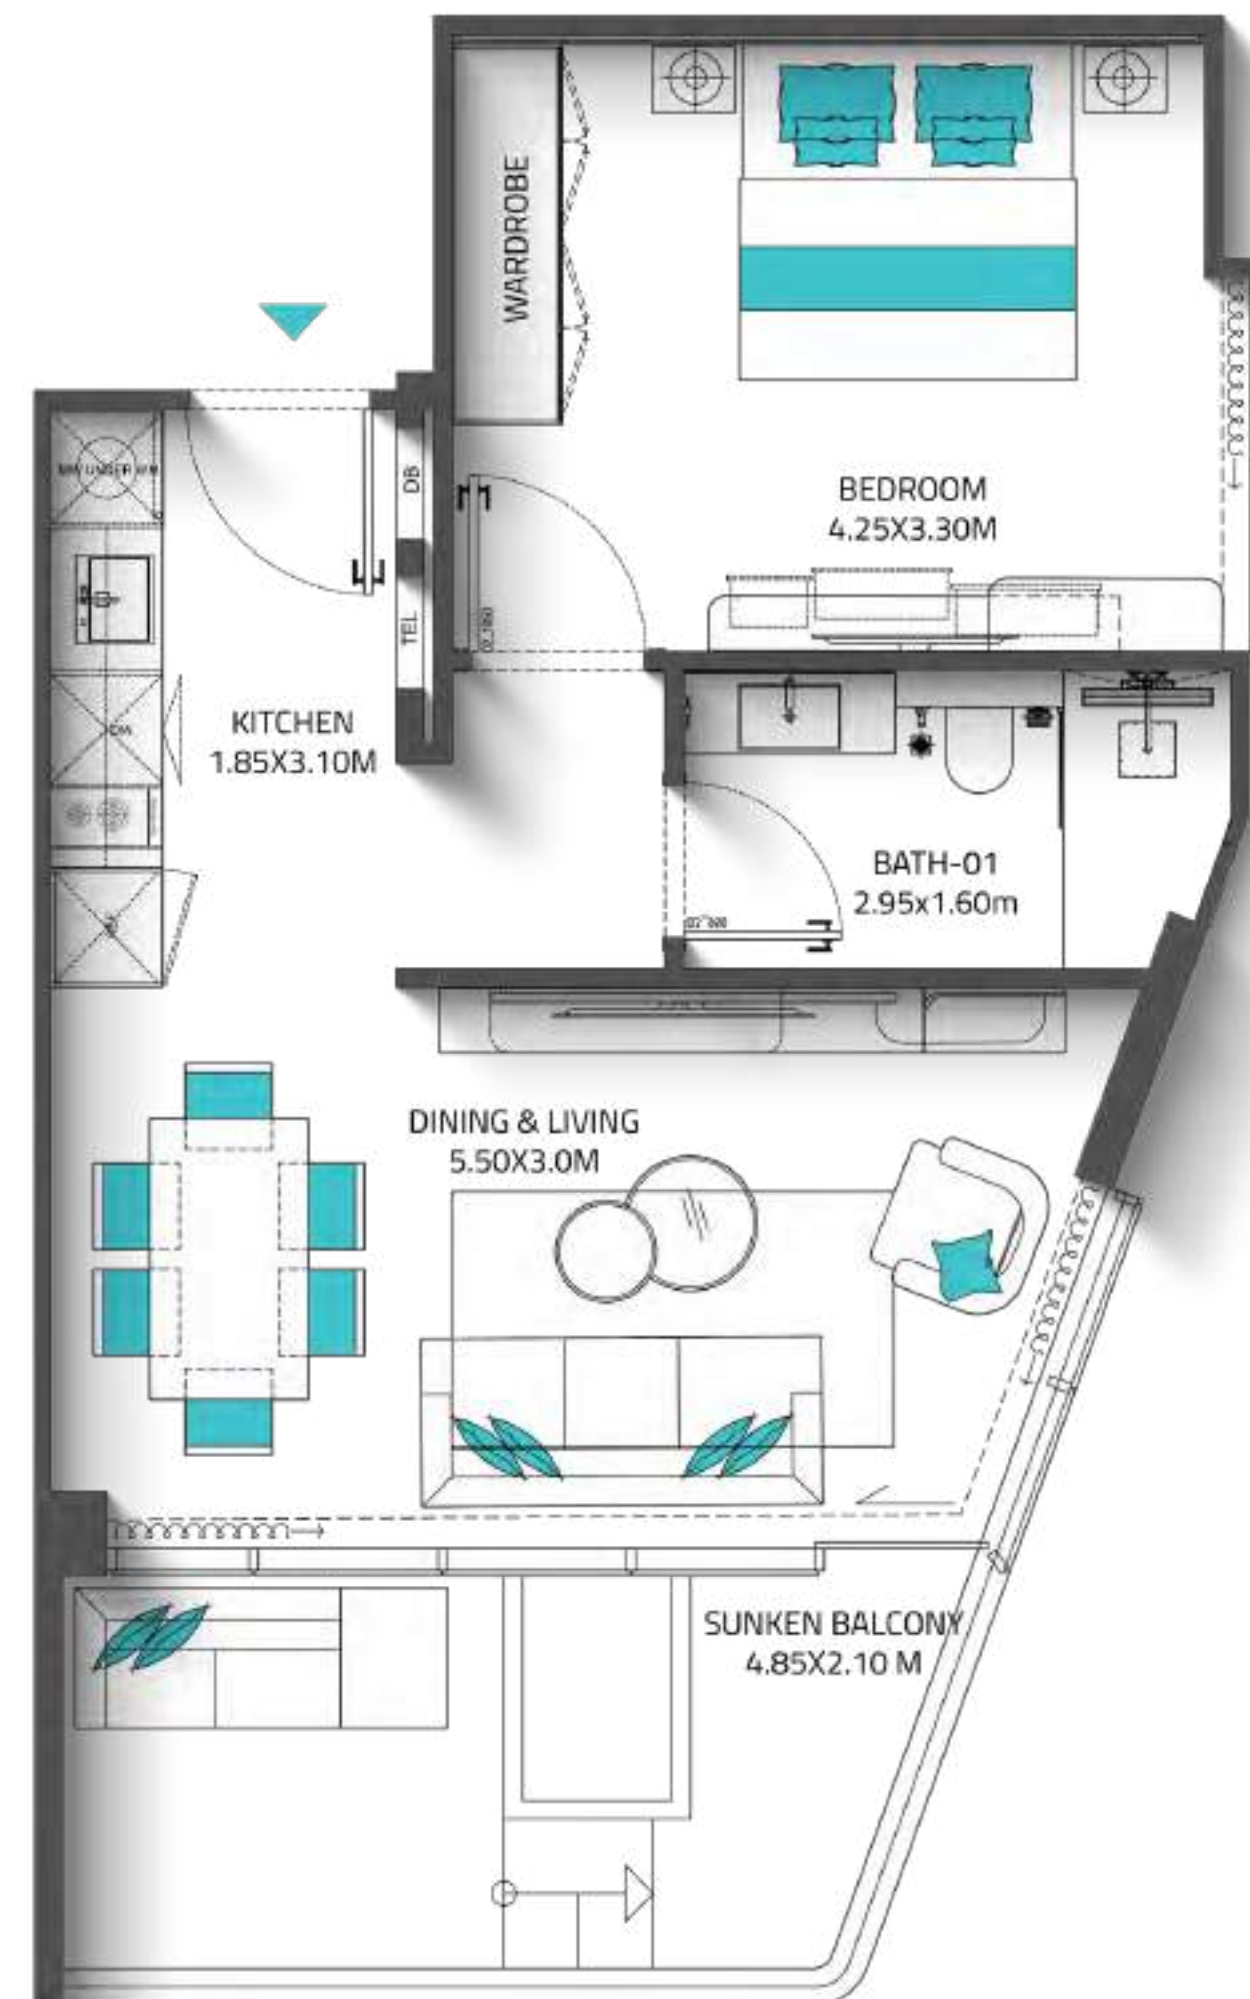 WARDROBE
BEDROOM
4.25X3.30M
DB
TEL
KITCHEN
1.85X3.10M
BATH-01
2.95x1.60m
DINING & LIVING
5.50X3.0M
SUNKEN BALCONY
4.85X2.10 M